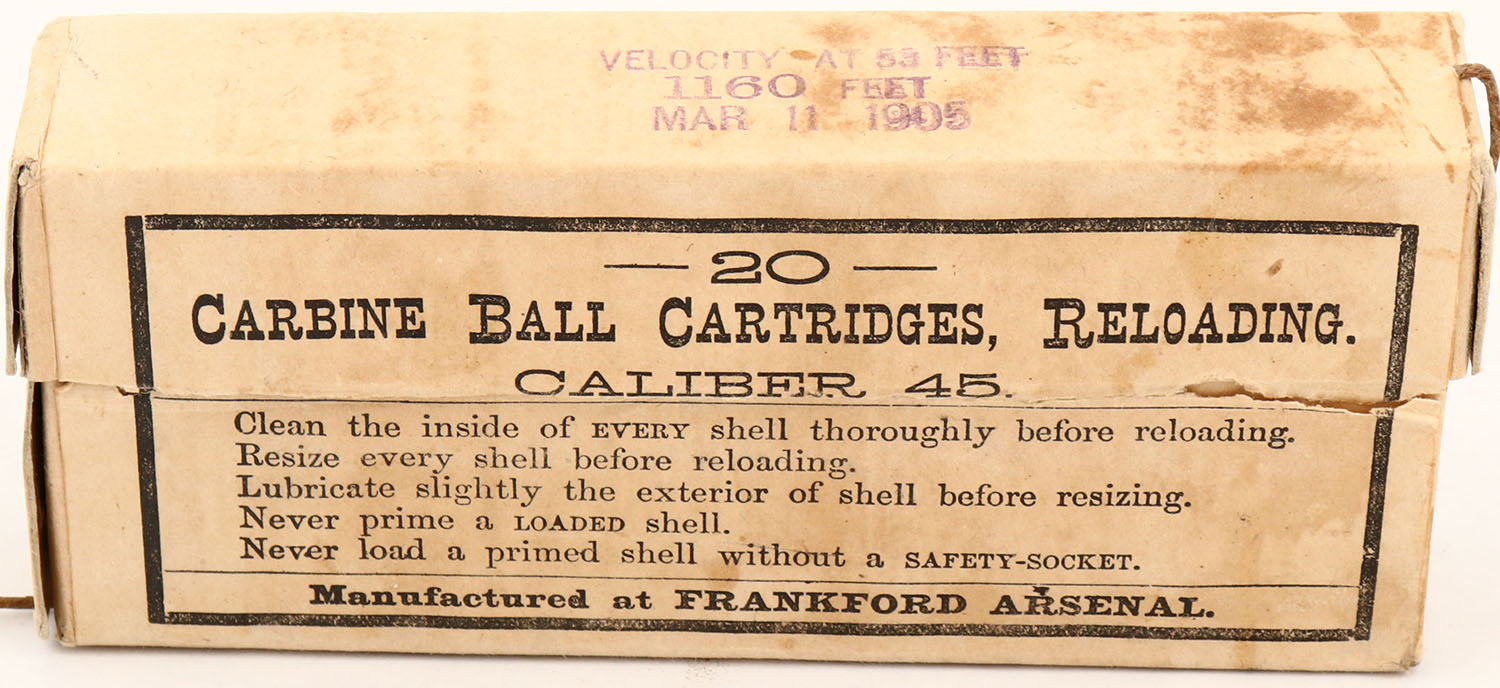 VELOCITY AT 53 FEET
1160 FEET
MAR 11 1905
— 20 —
CARBINE BALL CARTRIDGES, RELOADING.
CALIBER 45.
Clean the inside of EVERY shell thoroughly before reloading.
Resize every shell before reloading.
Lubricate slightly the exterior of shell before resizing.
Never prime a LOADED shell.
Never load a primed shell without a SAFETY-SOCKET.
Manufactured at FRANKFORD ARSENAL.